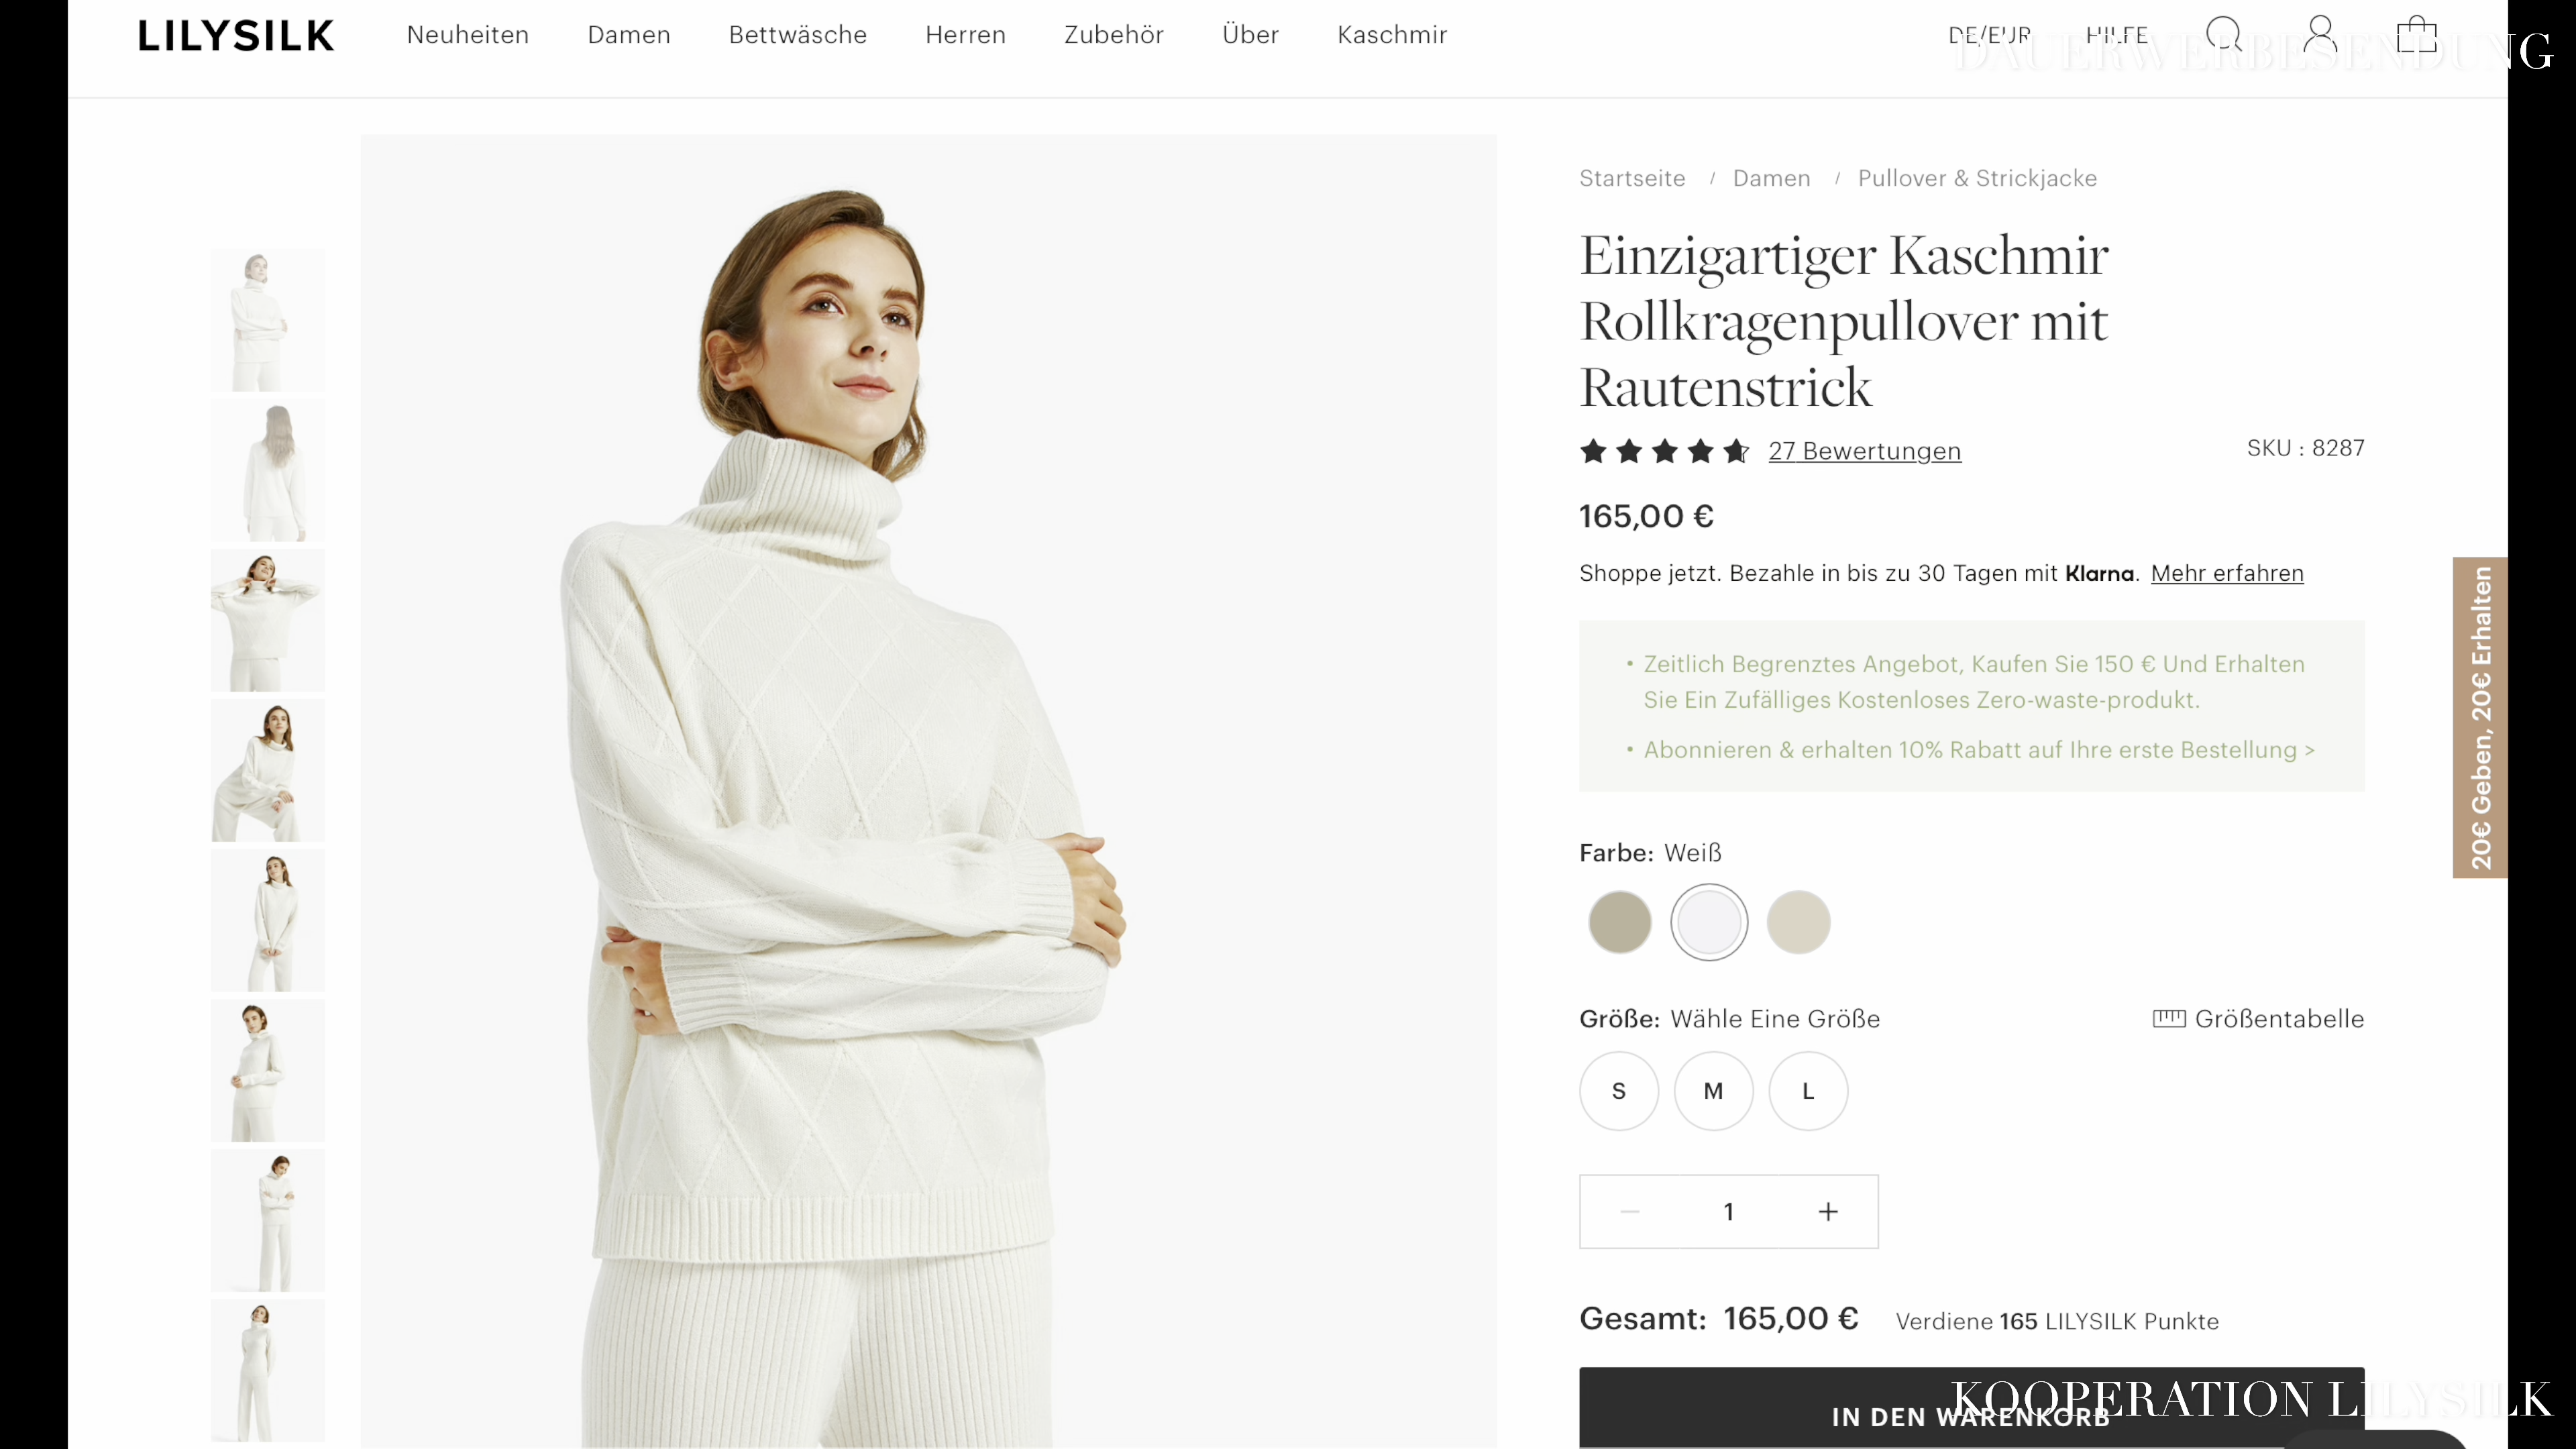 LILYSILK
Neuheiten
Damen
Bettwäsche
Herren
Zubehör
Über
Kaschmir
DE/EUR
HILFE
DAUERWERBESENDUNG
Startseite / Damen / Pullover & Strickjacke
Einzigartiger Kaschmir
Rollkragenpullover mit
Rautenstrick
27 Bewertungen
SKU : 8287
165,00 €
Shoppe jetzt. Bezahle in bis zu 30 Tagen mit Klarna. Mehr erfahren
• Zeitlich Begrenztes Angebot, Kaufen Sie 150 € Und Erhalten
Sie Ein Zufälliges Kostenloses Zero-waste-produkt.
• Abonnieren & erhalten 10% Rabatt auf Ihre erste Bestellung >
20€ Geben, 20€ Erhalten
Farbe: Weiß
Größe: Wähle Eine Größe
Größentabelle
S
M
L
− 1 +
Gesamt: 165,00 €
Verdiene 165 LILYSILK Punkte
IN DEN WARENKORB
KOOPERATION LILYSILK